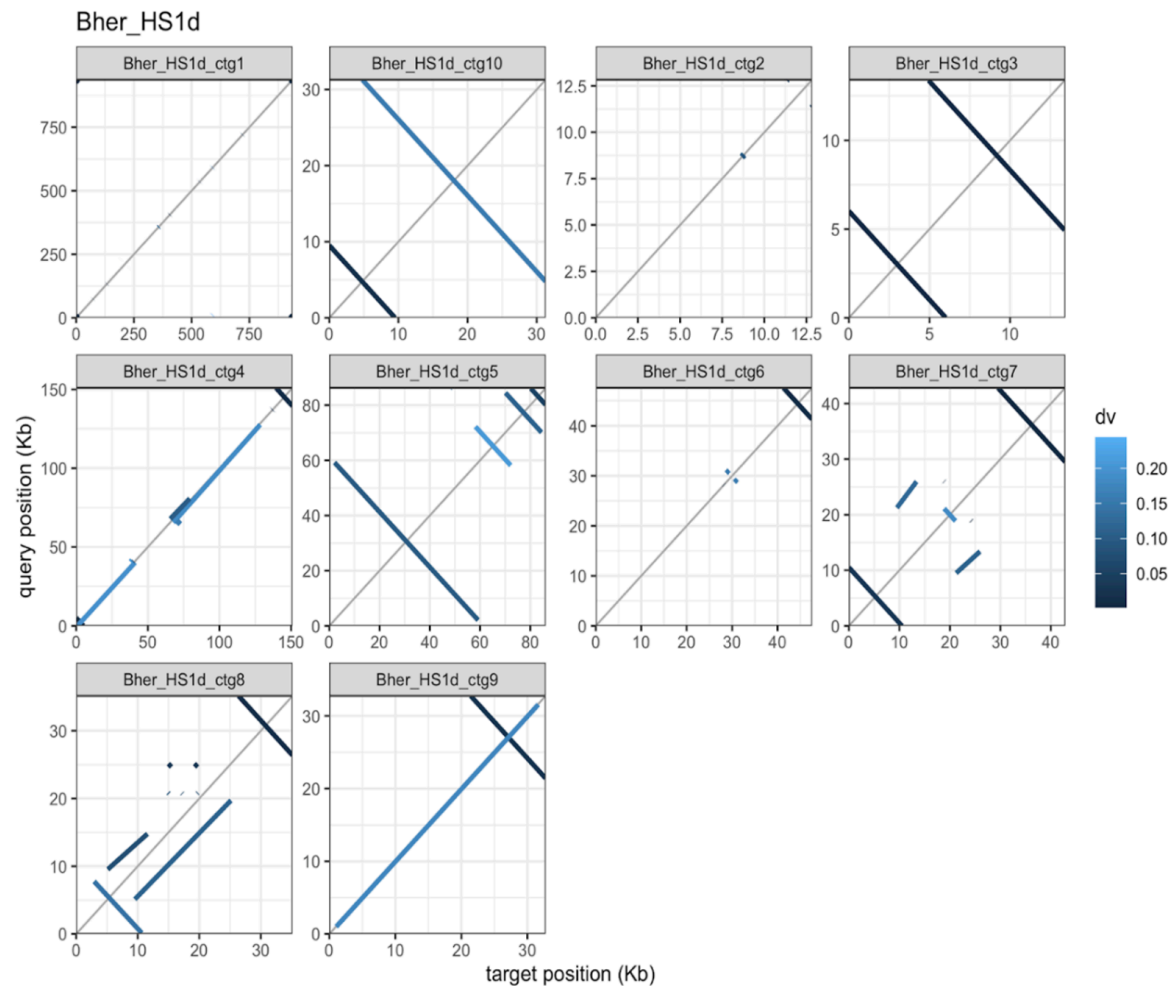 Bher_HS1d
Bher_HS1d_ctg1
Bher_HS1d_ctg10
Bher_HS1d_ctg2
Bher_HS1d_ctg3
750
500
250
0
0 250 500 750
30
20
10
0
0 10 20 30
12.5
10.0
7.5
5.0
2.5
0.0
0.0 2.5 5.0 7.5 10.0 12.5
10
5
0
0 5 10
Bher_HS1d_ctg4
Bher_HS1d_ctg5
Bher_HS1d_ctg6
Bher_HS1d_ctg7
150
100
50
0
0 50 100 150
80
60
40
20
0
0 20 40 60 80
40
30
20
10
0
0 10 20 30 40
40
30
20
10
0
0 10 20 30 40
Bher_HS1d_ctg8
Bher_HS1d_ctg9
30
20
10
0
0 10 20 30
30
20
10
0
0 10 20 30
query position (Kb)
target position (Kb)
dv
0.20
0.15
0.10
0.05